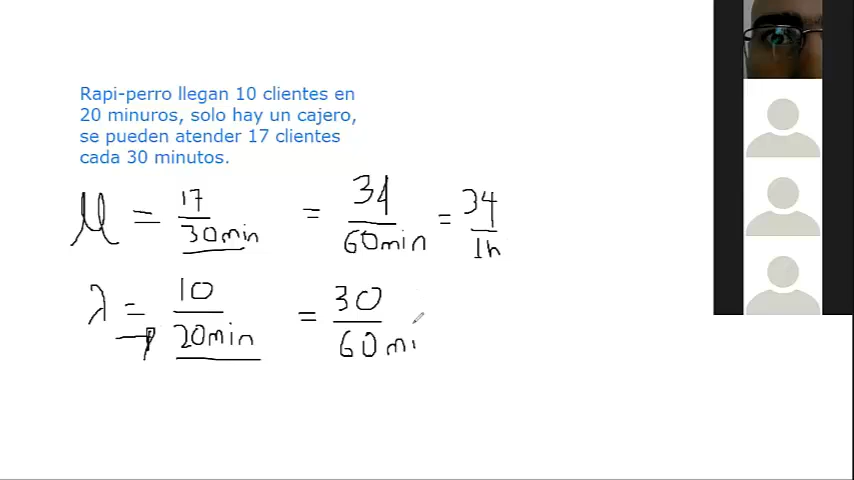 Rapi-perro llegan 10 clientes en
20 minuros, solo hay un cajero,
se pueden atender 17 clientes
cada 30 minutos.
μ = 17/30min = 34/60min = 34/1h
λ = 10/20min = 30/60mi